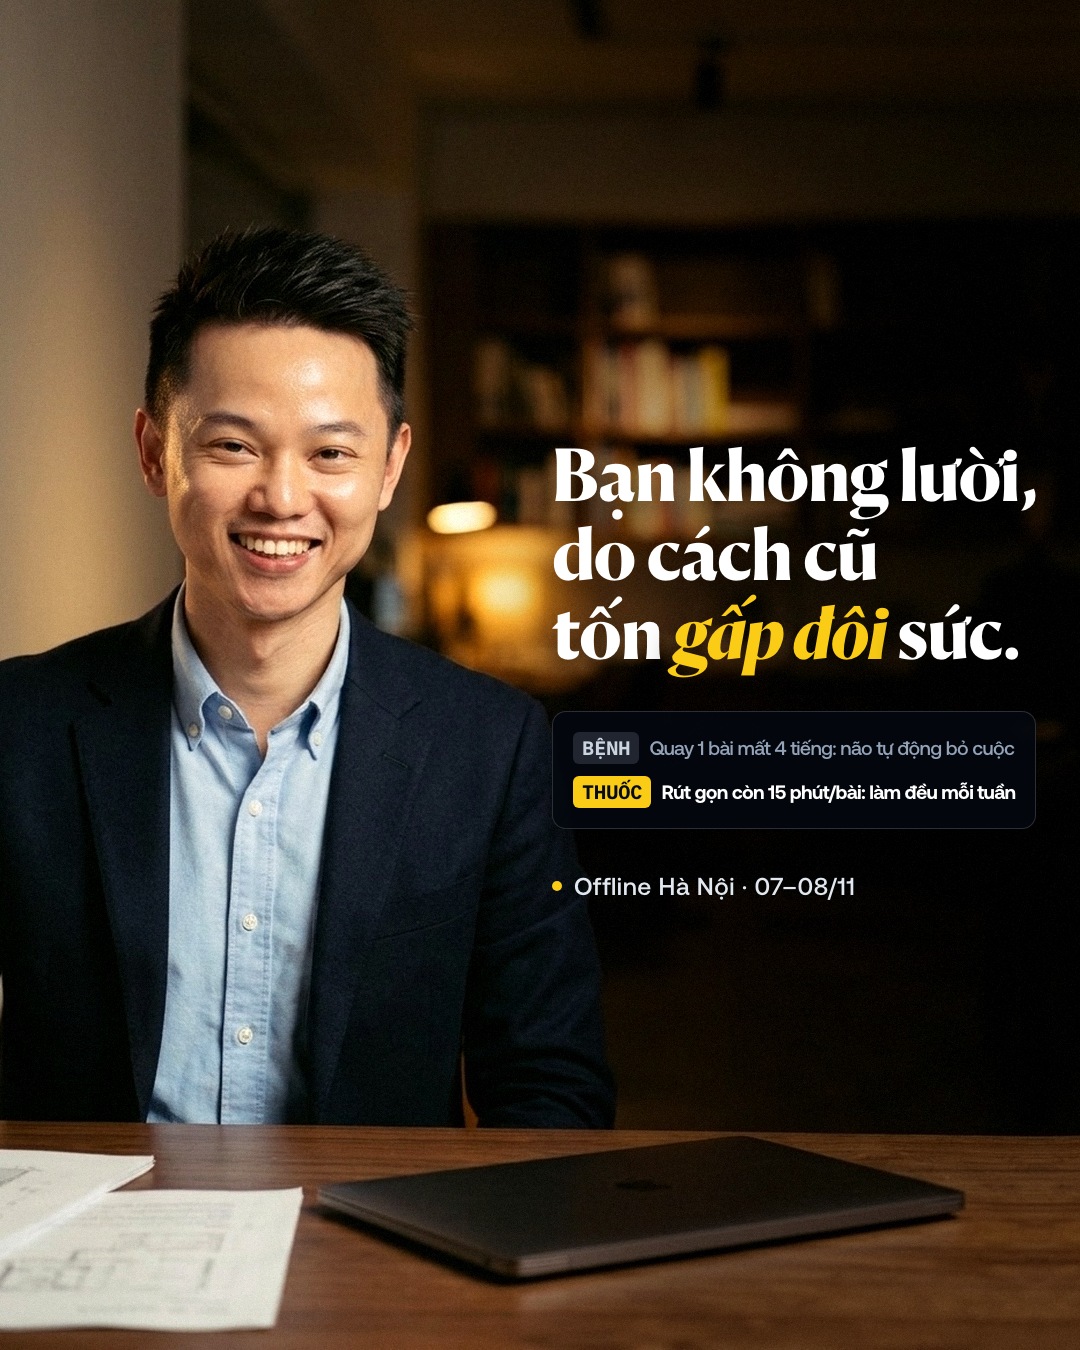 Bạn không lười,
do cách cũ
tốn gấp đôi sức.
BỆNH Quay 1 bài mất 4 tiếng: não tự động bỏ cuộc
THUỐC Rút gọn còn 15 phút/bài: làm đều mỗi tuần
Offline Hà Nội · 07–08/11